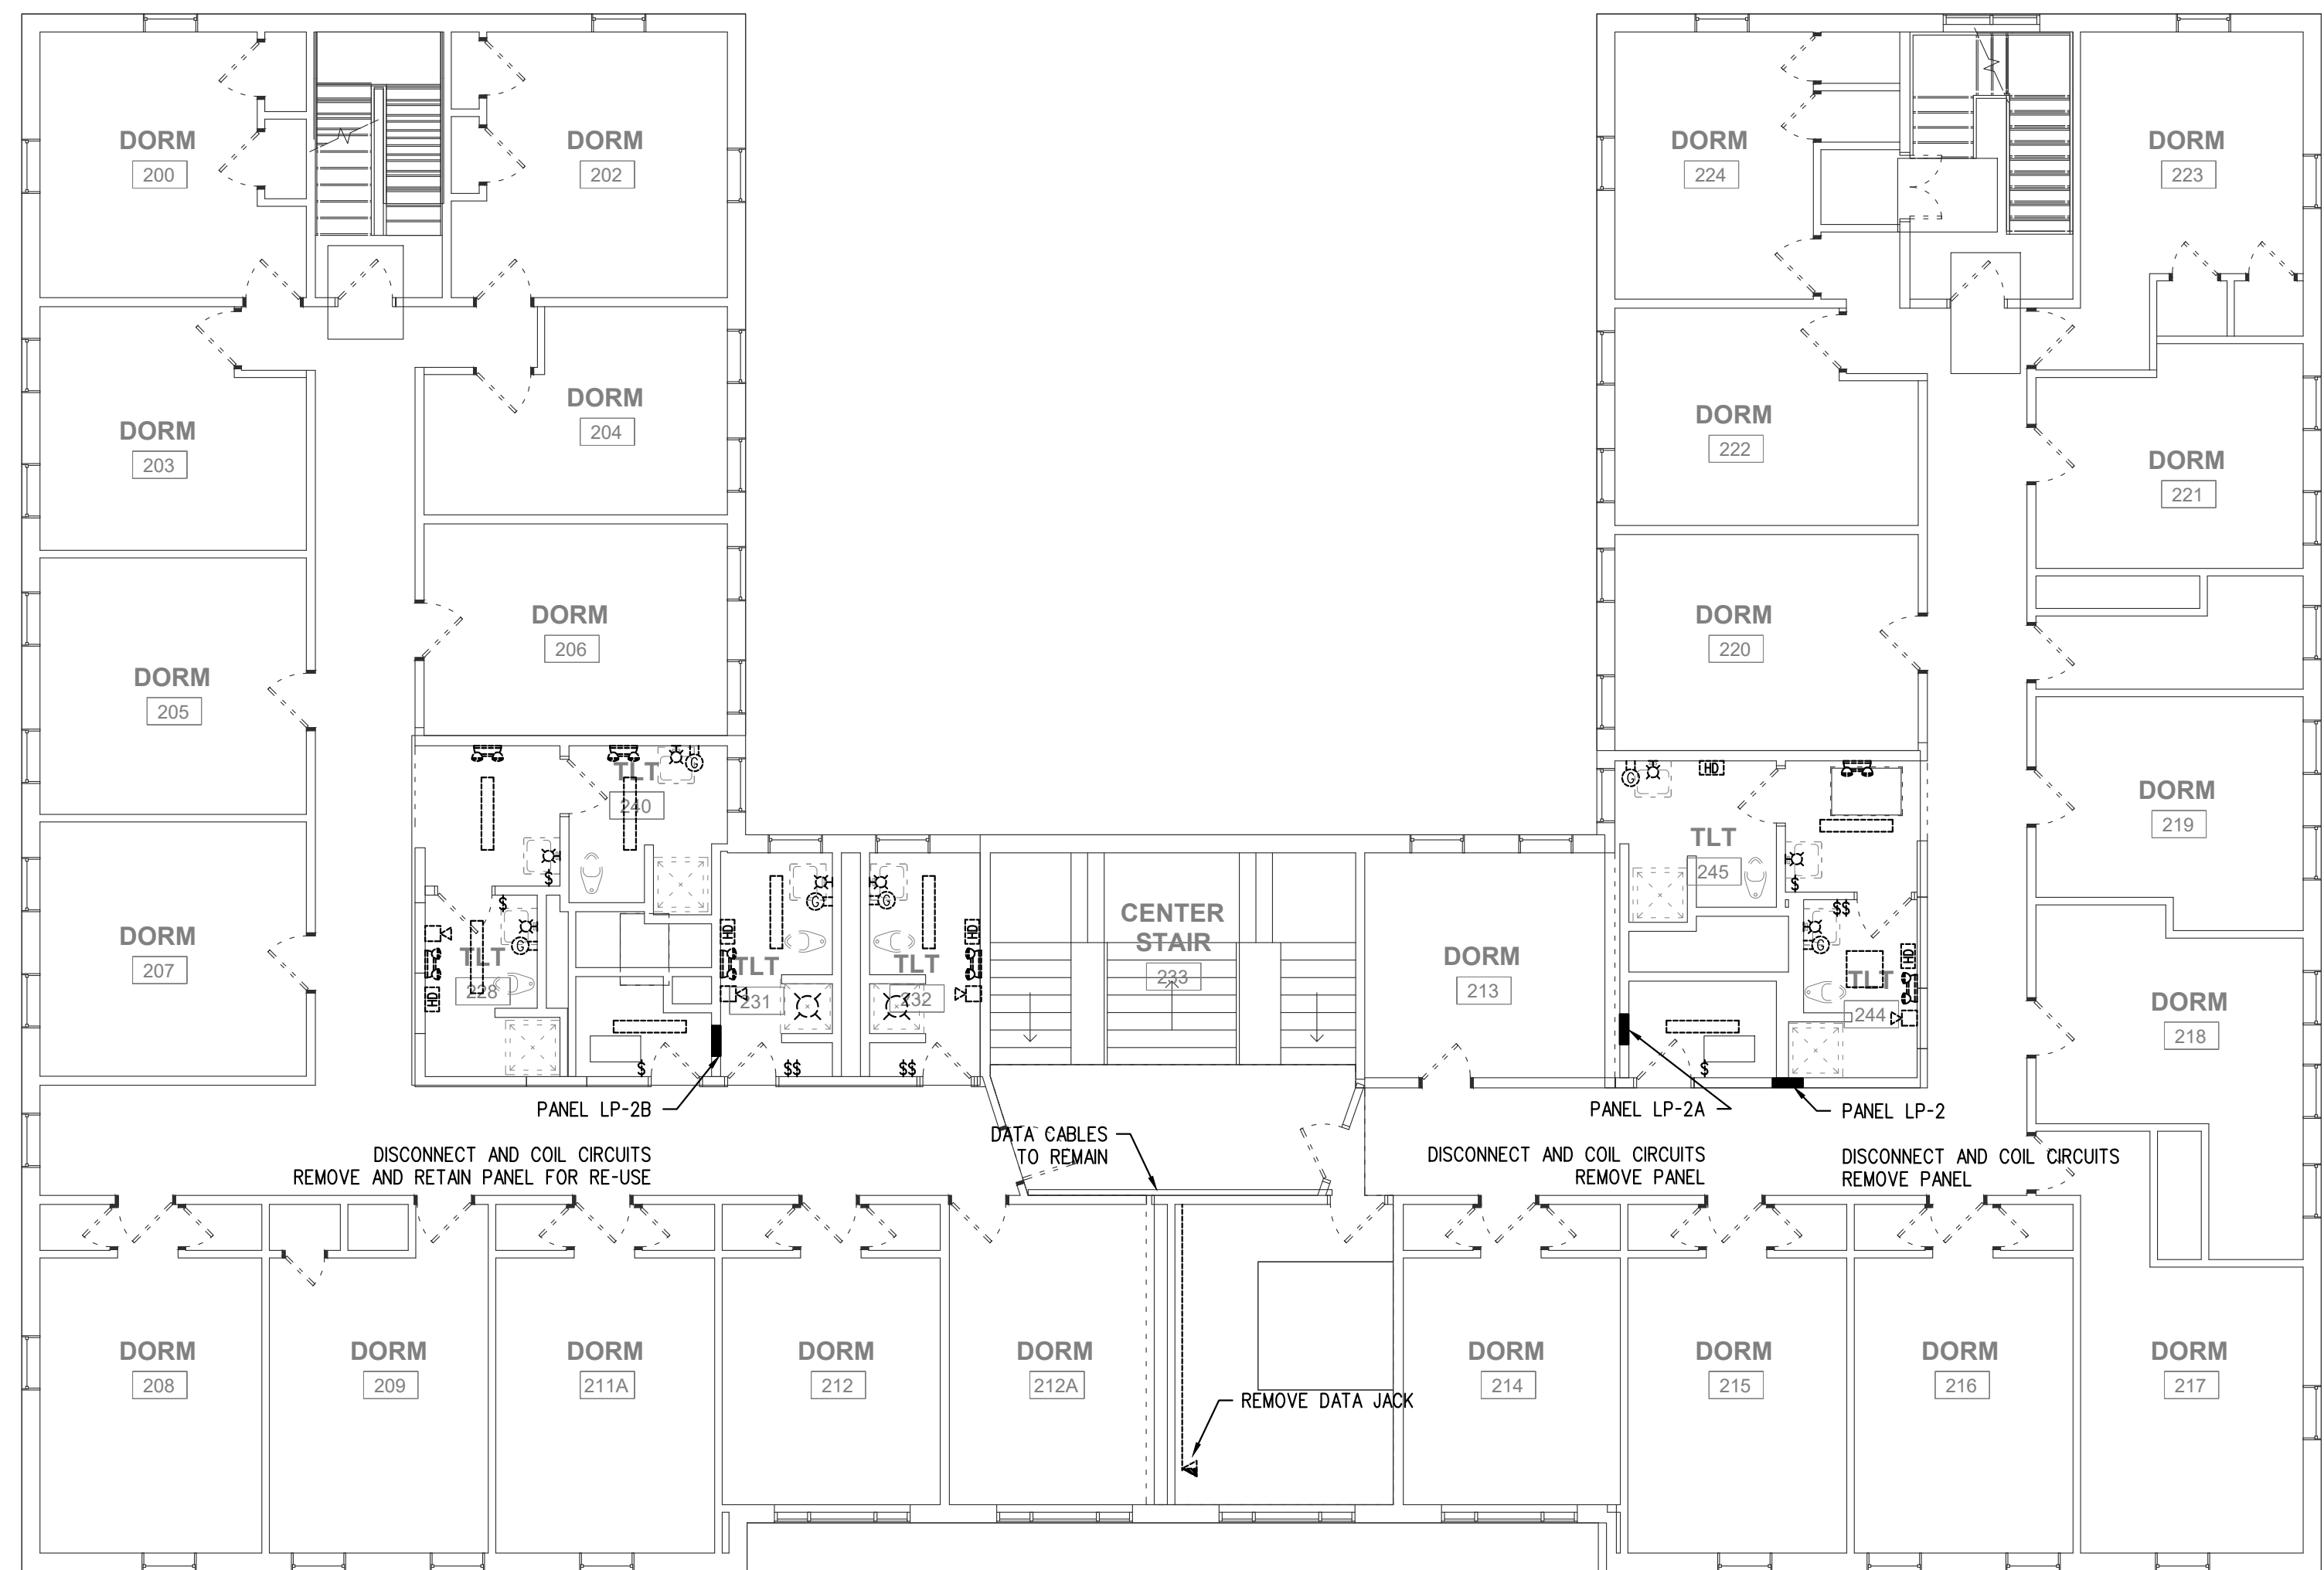 DORM
200
DORM
202
DORM
224
DORM
223
DORM
203
DORM
204
DORM
222
DORM
221
DORM
205
DORM
206
DORM
220
TLT
240
G
G
HD
DORM
219
TLT
245
$
$
DORM
207
$
G
TLT
228
HD
HD
G
TLT
231
G
TLT
232
HD
CENTER
STAIR
233
DORM
213
$$
G
HD
TLT
244
DORM
218
$
$$
$$
$
PANEL LP-2B
PANEL LP-2A
PANEL LP-2
DISCONNECT AND COIL CIRCUITS
REMOVE AND RETAIN PANEL FOR RE-USE
DATA CABLES
TO REMAIN
DISCONNECT AND COIL CIRCUITS
REMOVE PANEL
DISCONNECT AND COIL CIRCUITS
REMOVE PANEL
DORM
208
DORM
209
DORM
211A
DORM
212
DORM
212A
REMOVE DATA JACK
DORM
214
DORM
215
DORM
216
DORM
217